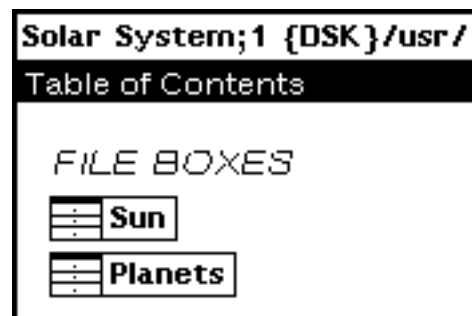 Solar System;1 {DSK}/usr/
Table of Contents
FILE BOXES
Sun
Planets